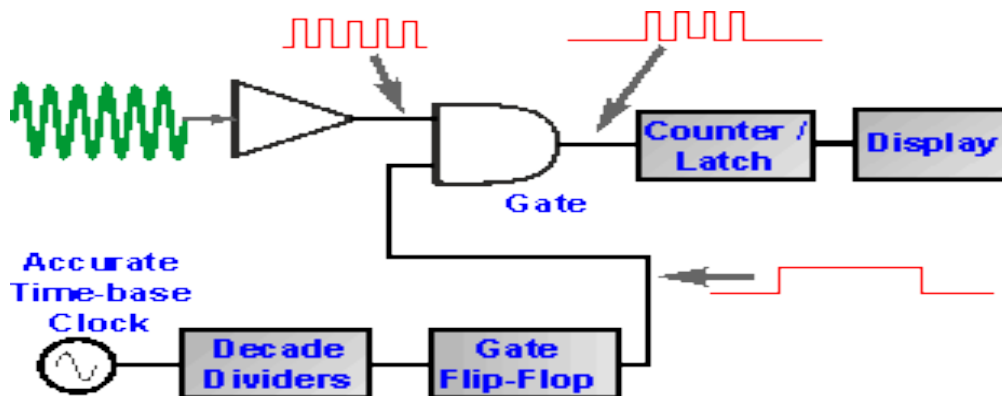 Counter /
Latch
Display
Gate
Accurate
Time-base
Clock
Decade
Dividers
Gate
Flip-Flop